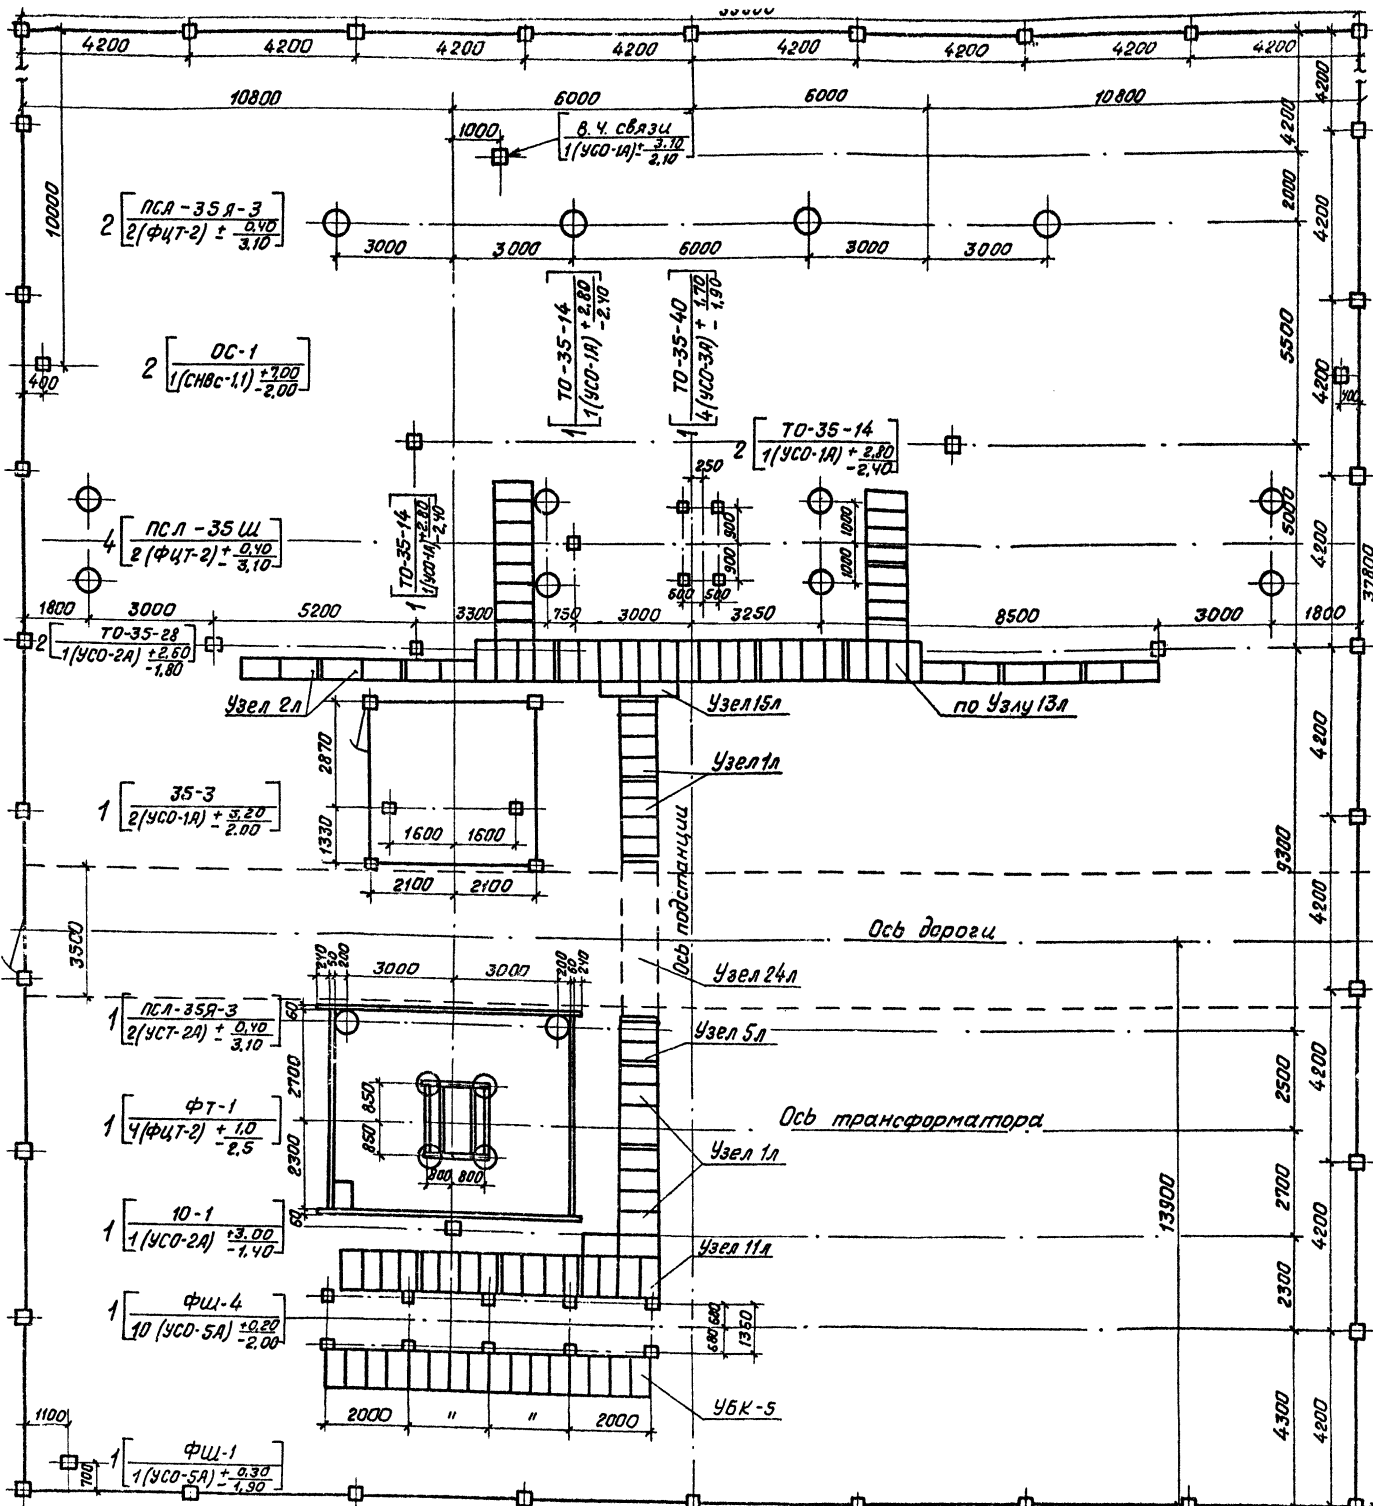 33600
4200 4200 4200 4200 4200 4200 4200 4200
10800 6000 6000 10800
1000
В.Ч. связи
1(УСО-1А) ± 3.10/2.10
4200
4200
2000
10000
2 [ПСЛ-35Я-3
2(ФЦТ-2) ± 0,40/3.10]
3000 3000 6000 3000 3000
4200
5500
1 [ТО-35-14
1(УСО-1А) +2,80/-2,40]
1 [ТО-35-40
4(УСО-3А) + 1,70/- 1,90]
2 [ОС-1
1(СНВс-1,1) +7,00/-2,00]
400
4200
400
2 [ТО-35-14
1(УСО-1А) +2,80/-2,40]
250
1 [ТО-35-14
1(УСО-1А) +2.80/-2,40]
4 [ПСЛ-35Ш
2(ФЦТ-2) ± 0,40/3,10]
900
900
1000
1000
5000
4200
37800
600 500
1800 3000 5200 3300 750 3000 3250 8500 3000 1800
2 [ТО-35-28
1(УСО-2А) +2,60/-1,80]
Узел 2л
Узел 15л
по Узлу 13л
4200
2870
Узел 1л
1 [35-3
2(УСО-1А) ± 3,20/2.00]
1330
1600 1600
2100 2100
9300
4200
3500
Ось подстанции
Ось дороги
240 50 200 3000 3000 200 60 240
Узел 24л
1 [ПСЛ-35Я-3
2(УСТ-2А) ± 0,40/3,10]
60
Узел 5л
2700
850
2500
4200
1 [ФТ-1
4(ФЦТ-2) + 1,0/- 2,5]
Ось трансформатора
850
2300
800 800
Узел 1л
13900
2700
4200
60
1 [10-1
1(УСО-2А) +3.00/-1,40]
Узел 11л
1 [ФШ-4
10 (УСО-5А) +0,20/-2,00]
680 680
1360
2300
2000 " " 2000
УБК-5
1100
4300
4200
700
1 [ФШ-1
1(УСО-5А) ± 0,30/1,90]